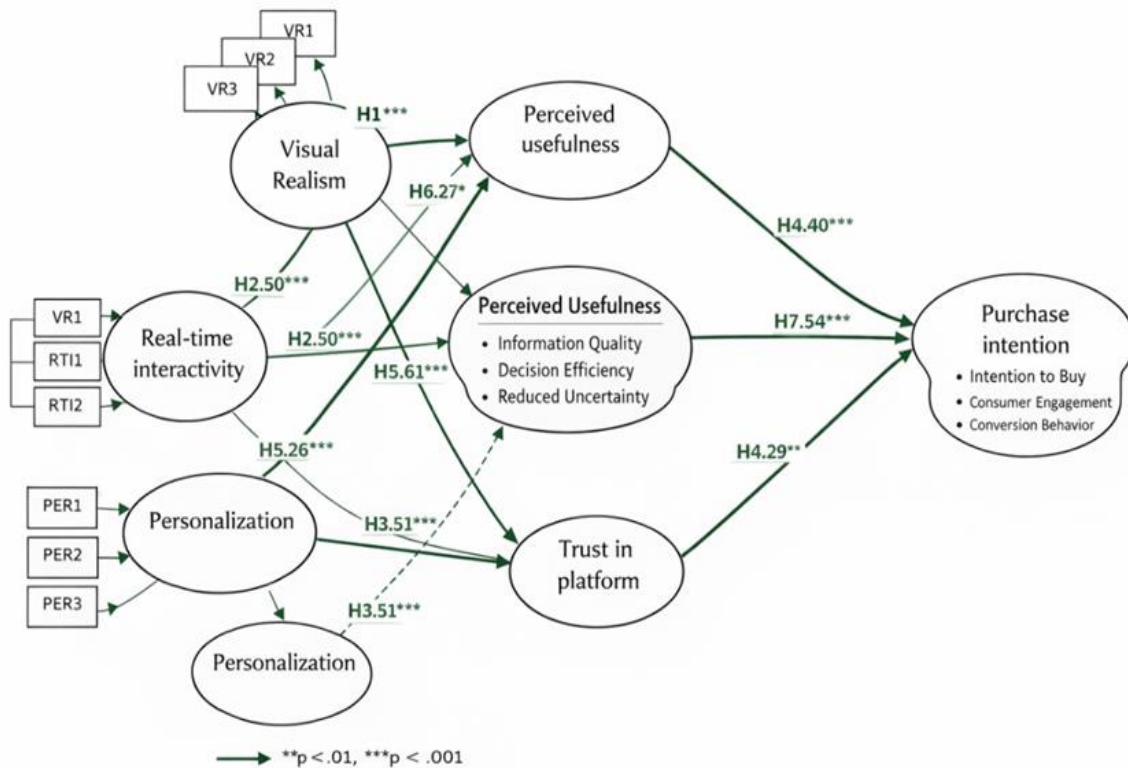 VR1
VR2
VR3
H1***
Visual
Realism
Perceived
usefulness
H6.27*
H4.40***
H2.50***
VR1
RTI1
RTI2
Real-time
interactivity
H2.50***
Perceived Usefulness
• Information Quality
• Decision Efficiency
• Reduced Uncertainty
H7.54***
Purchase
intention
• Intention to Buy
• Consumer Engagement
• Conversion Behavior
H5.61***
H5.26***
H4.29**
PER1
PER2
PER3
Personalization
H3.51***
Trust in
platform
H3.51***
Personalization
**p < .01, ***p < .001